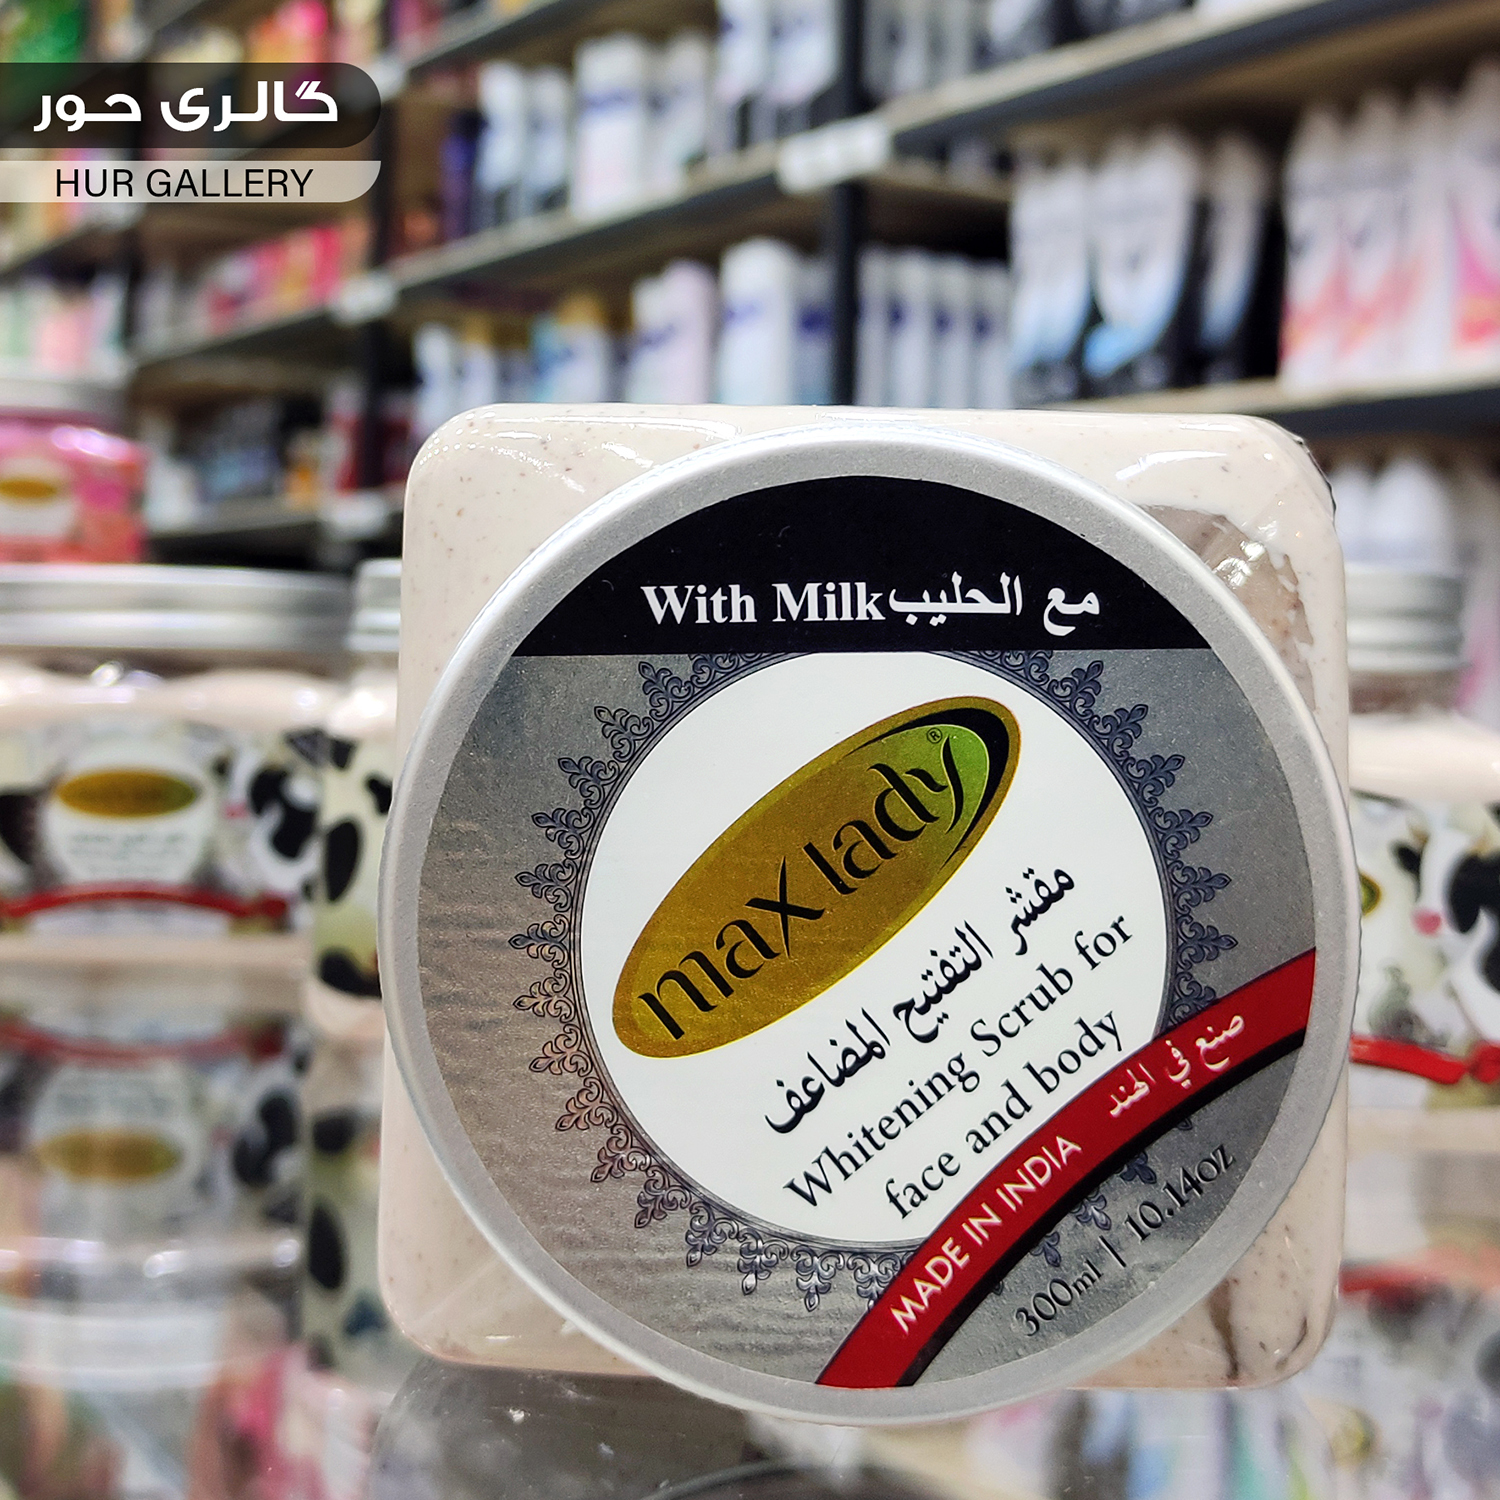 گالری حور
HUR GALLERY
With Milk مع الحليب
max lady®
مقشر التفتيح المضاعف
Whitening Scrub for
face and body
MADE IN INDIA صنع في الهند
300ml | 10.14oz